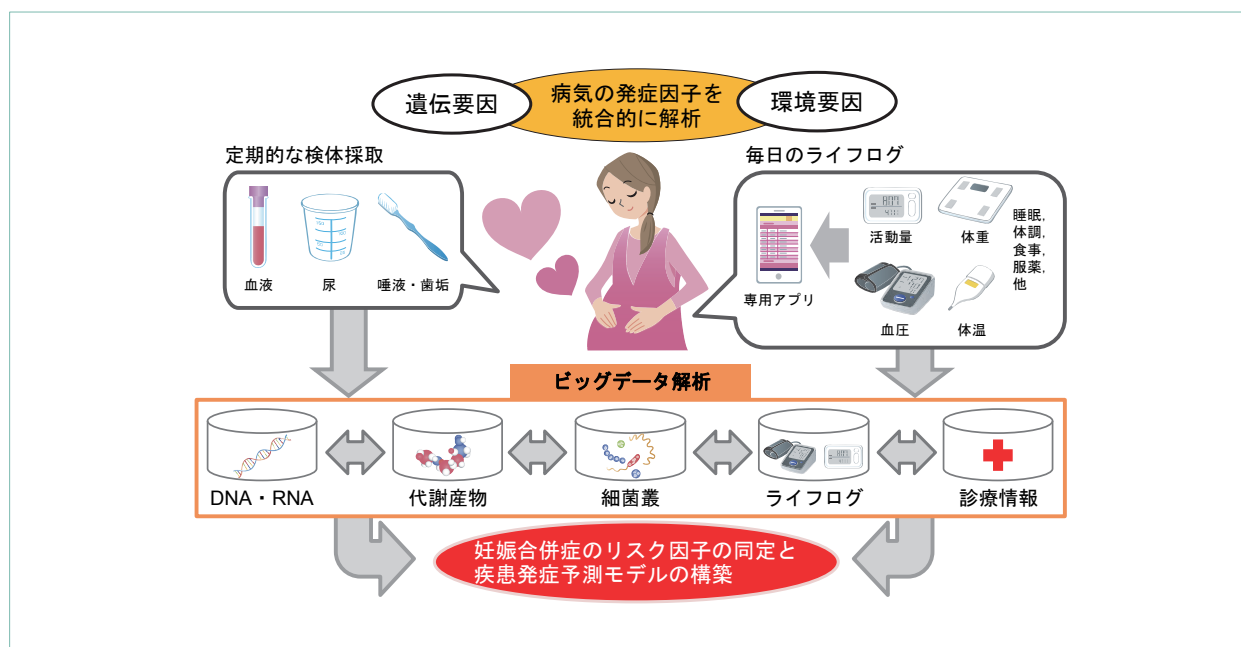 遺伝要因
病気の発症因子を
統合的に解析
環境要因
定期的な検体採取
血液
尿
唾液・歯垢
毎日のライフログ
専用アプリ
活動量
体重
血圧
体温
睡眠,
体調,
食事,
服薬,
他
ビッグデータ解析
DNA・RNA
代謝産物
細菌叢
ライフログ
診療情報
妊娠合併症のリスク因子の同定と
疾患発症予測モデルの構築